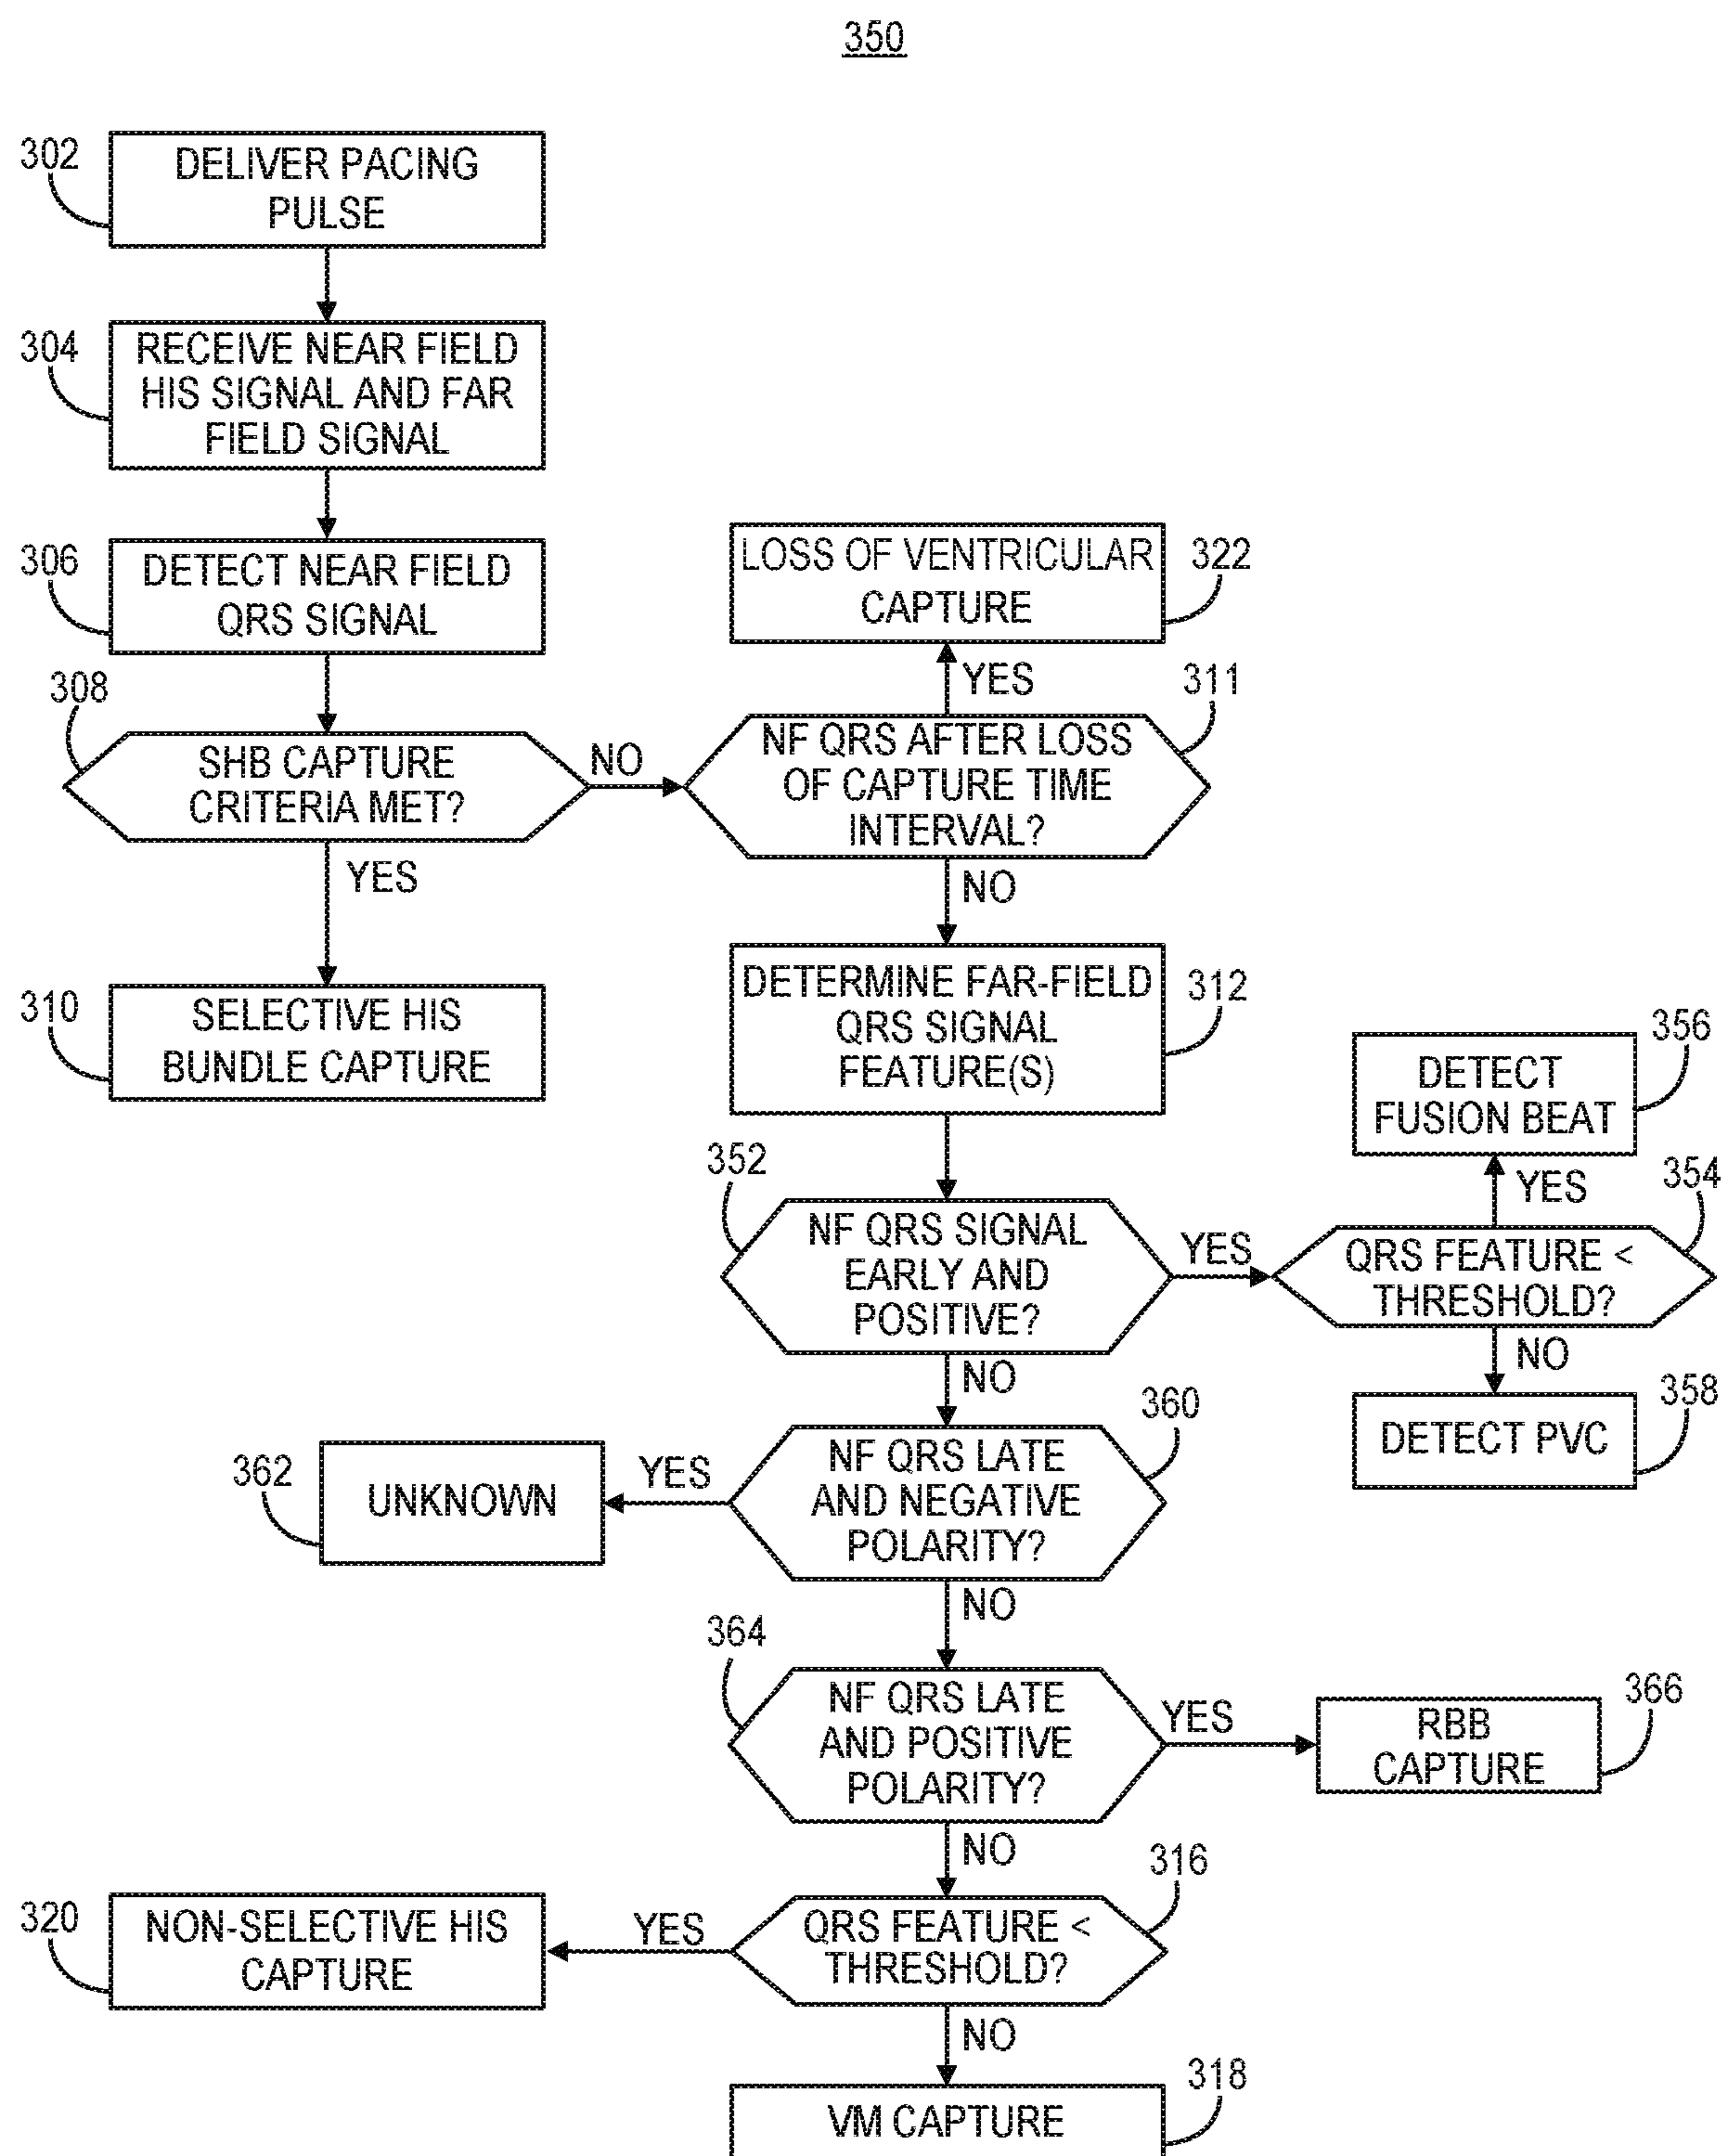 350
302
DELIVER PACING
PULSE
304
RECEIVE NEAR FIELD
HIS SIGNAL AND FAR
FIELD SIGNAL
306
DETECT NEAR FIELD
QRS SIGNAL
LOSS OF VENTRICULAR
CAPTURE
322
308
SHB CAPTURE
CRITERIA MET?
NO
YES
NF QRS AFTER LOSS
OF CAPTURE TIME
INTERVAL?
311
YES
NO
310
SELECTIVE HIS
BUNDLE CAPTURE
DETERMINE FAR-FIELD
QRS SIGNAL
FEATURE(S)
312
DETECT
FUSION BEAT
356
352
NF QRS SIGNAL
EARLY AND
POSITIVE?
YES
YES
354
QRS FEATURE <
THRESHOLD?
NO
NO
DETECT PVC
358
360
362
UNKNOWN
YES
NF QRS LATE
AND NEGATIVE
POLARITY?
NO
364
NF QRS LATE
AND POSITIVE
POLARITY?
YES
RBB
CAPTURE
366
NO
316
320
NON-SELECTIVE HIS
CAPTURE
YES
QRS FEATURE <
THRESHOLD?
NO
318
VM CAPTURE